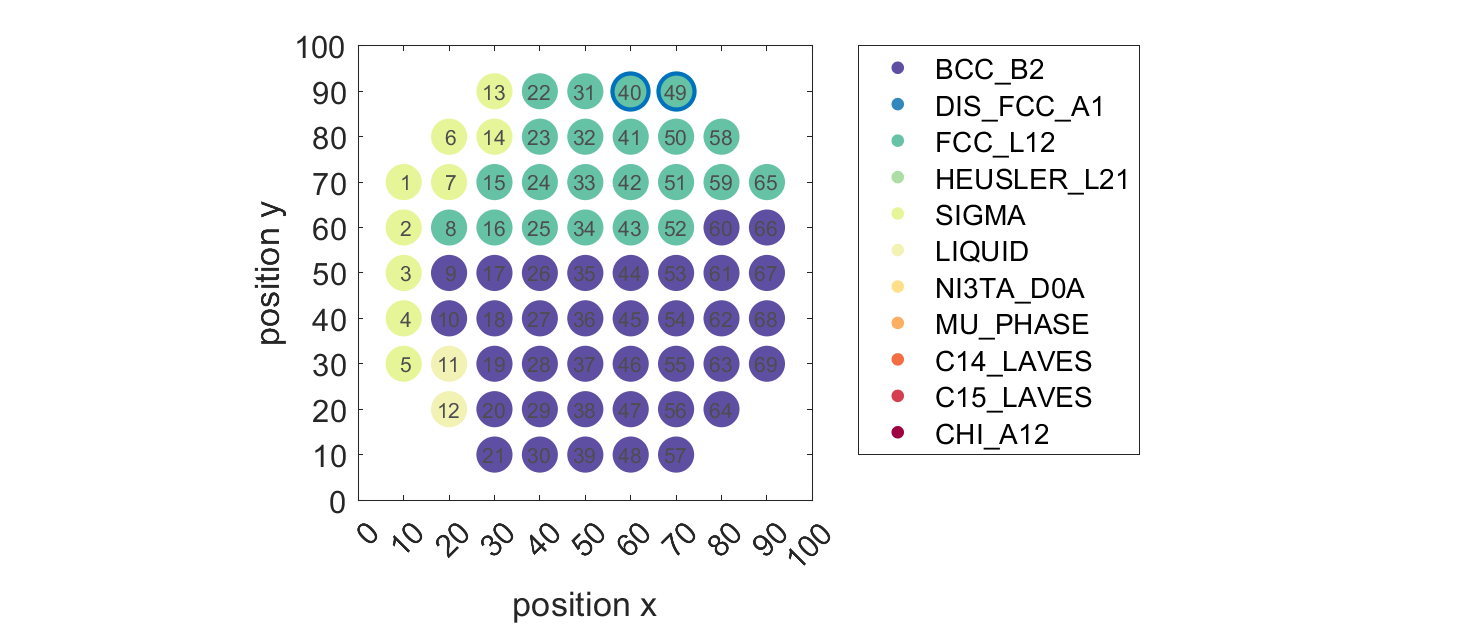 100
90 13 22 31 40 49
80 6 14 23 32 41 50 58
70 1 7 15 24 33 42 51 59 65
60 2 8 16 25 34 43 52 60 66
50 3 9 17 26 35 44 53 61 67
40 4 10 18 27 36 45 54 62 68
30 5 11 19 28 37 46 55 63 69
20 12 20 29 38 47 56 64
10 21 30 39 48 57
0
position y
0 10 20 30 40 50 60 70 80 90 100
position x
BCC_B2
DIS_FCC_A1
FCC_L12
HEUSLER_L21
SIGMA
LIQUID
NI3TA_D0A
MU_PHASE
C14_LAVES
C15_LAVES
CHI_A12